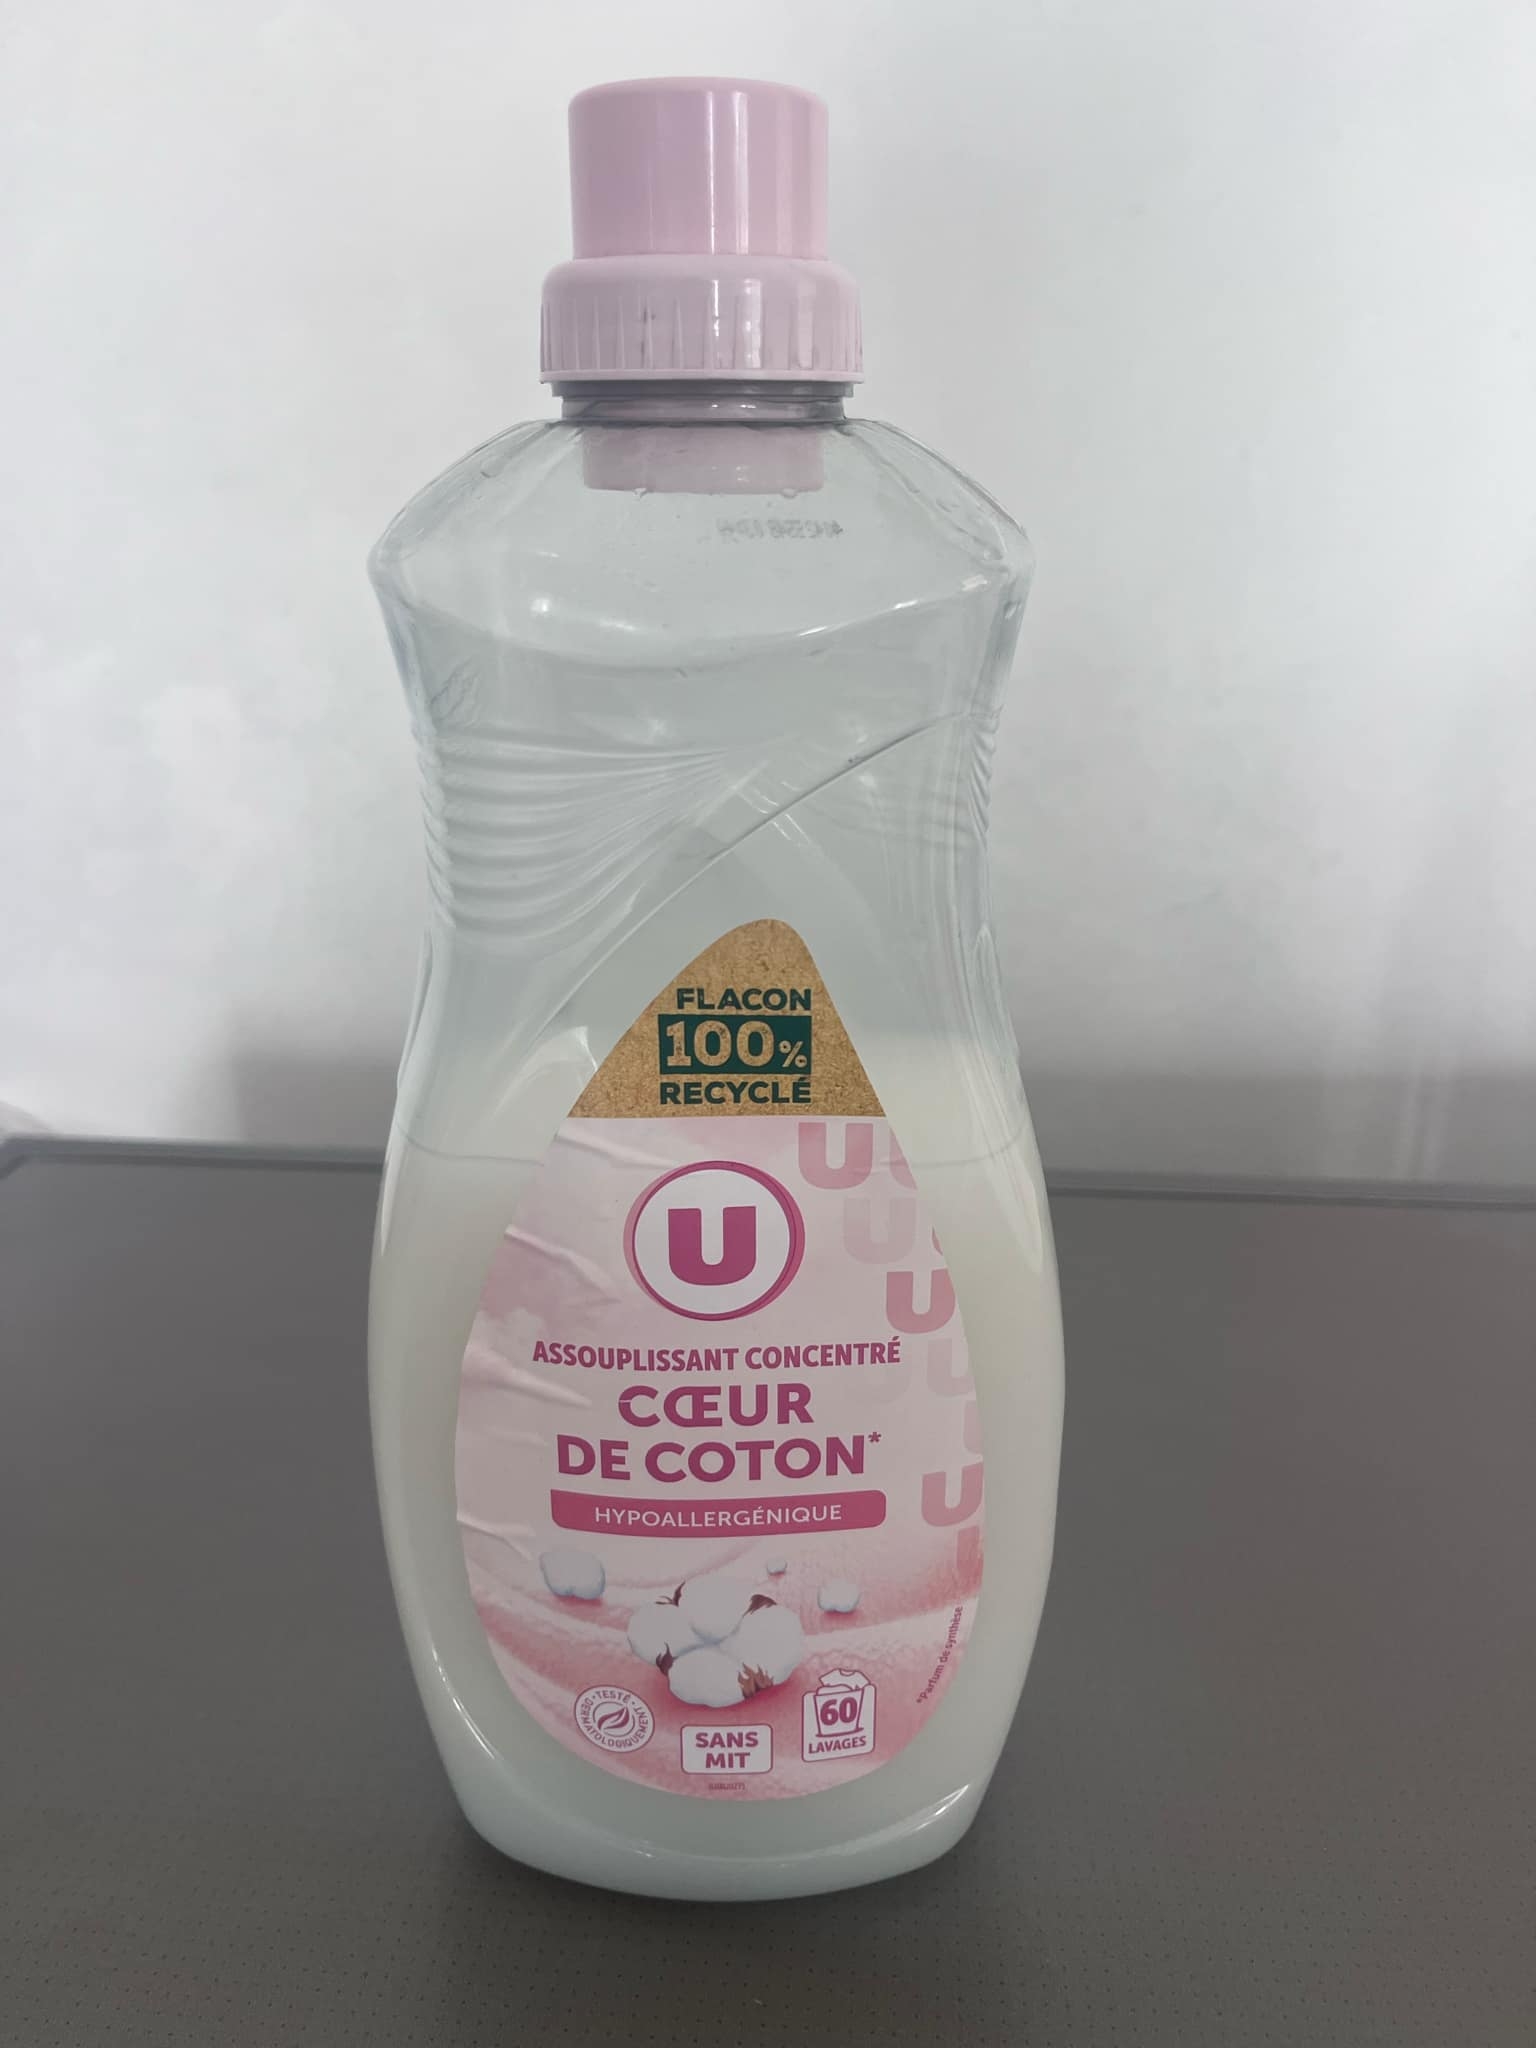 FLACON
100%
RECYCLÉ
U
ASSOUPLISSANT CONCENTRÉ
CŒUR
DE COTON*
HYPOALLERGÉNIQUE
*Parfum de synthèse
TESTÉ DERMATOLOGIQUEMENT
SANS
MIT
60
LAVAGES